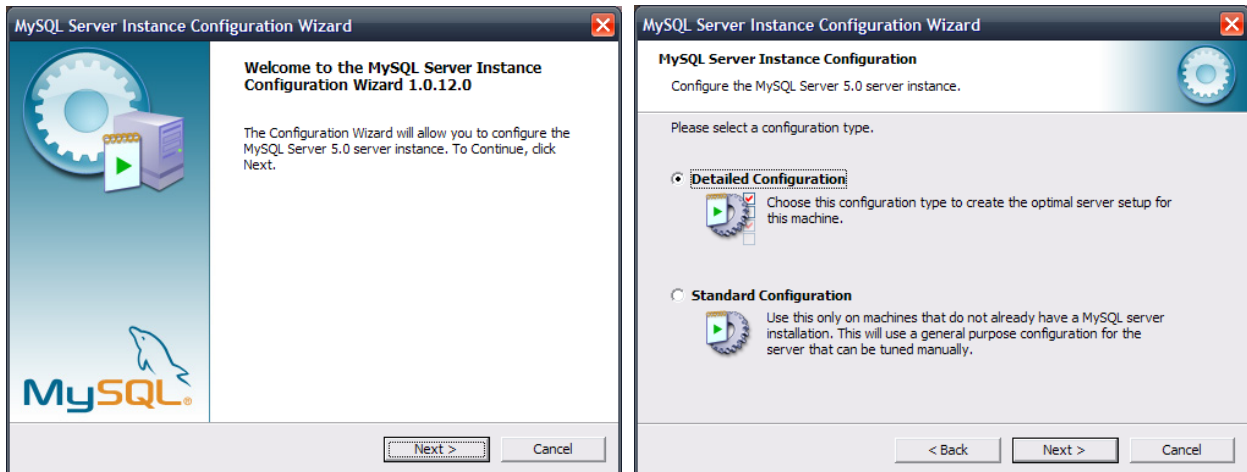 MySQL Server Instance Configuration Wizard
Welcome to the MySQL Server Instance
Configuration Wizard 1.0.12.0
The Configuration Wizard will allow you to configure the
MySQL Server 5.0 server instance. To Continue, click
Next.
MySQL®
Next >
Cancel
MySQL Server Instance Configuration Wizard
MySQL Server Instance Configuration
Configure the MySQL Server 5.0 server instance.
Please select a configuration type.
Detailed Configuration
Choose this configuration type to create the optimal server setup for
this machine.
Standard Configuration
Use this only on machines that do not already have a MySQL server
installation. This will use a general purpose configuration for the
server that can be tuned manually.
< Back
Next >
Cancel